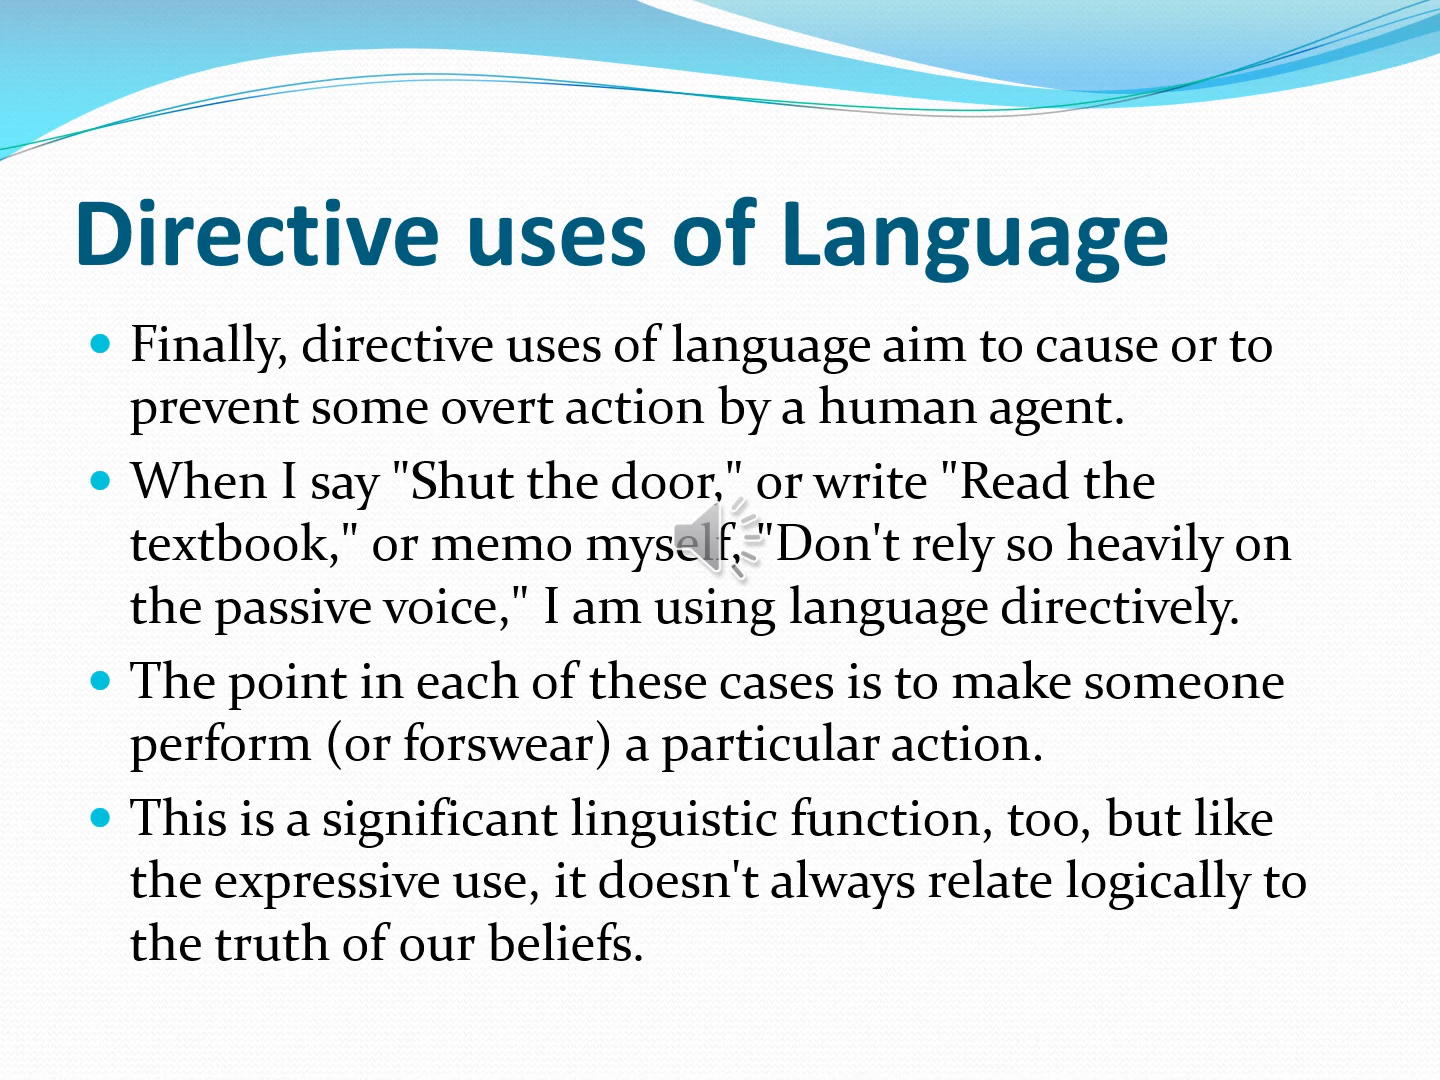 Directive uses of Language
Finally, directive uses of language aim to cause or to
prevent some overt action by a human agent.
When I say "Shut the door," or write "Read the
textbook," or memo myself, "Don't rely so heavily on
the passive voice," I am using language directively.
The point in each of these cases is to make someone
perform (or forswear) a particular action.
This is a significant linguistic function, too, but like
the expressive use, it doesn't always relate logically to
the truth of our beliefs.